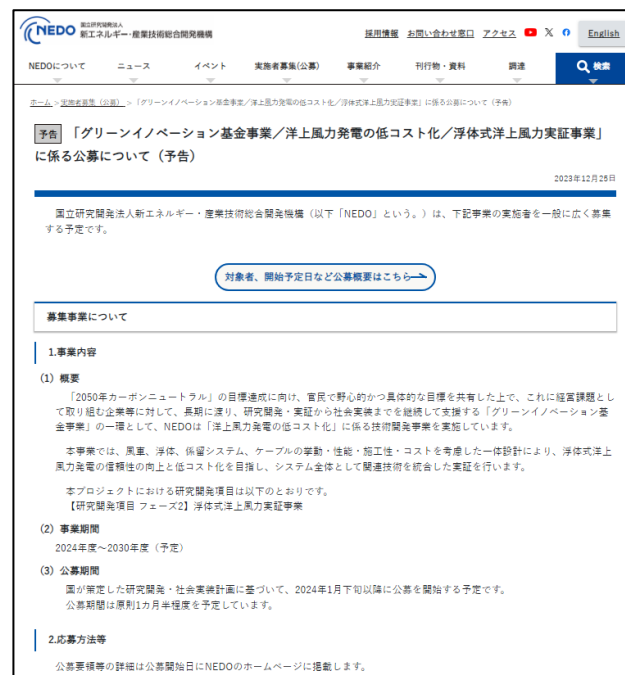 NEDO 国立研究開発法人
新エネルギー・産業技術総合開発機構
採用情報 お問い合わせ窓口 アクセス English
NEDOについて ニュース イベント 実施者募集(公募) 事業紹介 刊行物・資料 調達 検索
ホーム > 実施者募集(公募) > 「グリーンイノベーション基金事業/洋上風力発電の低コスト化/浮体式洋上風力実証事業」に係る公募について(予告)
予告 「グリーンイノベーション基金事業/洋上風力発電の低コスト化/浮体式洋上風力実証事業」
に係る公募について(予告)
2023年12月25日
国立研究開発法人新エネルギー・産業技術総合開発機構(以下「NEDO」という。)は、下記事業の実施者を一般に広く募集
する予定です。
対象者、開始予定日など公募概要はこちら
募集事業について
1.事業内容
(1) 概要
「2050年カーボンニュートラル」の目標達成に向け、官民で野心的かつ具体的な目標を共有した上で、これに経営課題とし
て取り組む企業等に対して、長期に渡り、研究開発・実証から社会実装までを継続して支援する「グリーンイノベーション基
金事業」の一環として、NEDOは「洋上風力発電の低コスト化」に係る技術開発事業を実施しています。
本事業では、風車、浮体、係留システム、ケーブルの挙動・性能・施工性・コストを考慮した一体設計により、浮体式洋上
風力発電の信頼性の向上と低コスト化を目指し、システム全体として関連技術を統合した実証を行います。
本プロジェクトにおける研究開発項目は以下のとおりです。
【研究開発項目 フェーズ2】浮体式洋上風力実証事業
(2) 事業期間
2024年度~2030年度(予定)
(3) 公募期間
国が策定した研究開発・社会実装計画に基づいて、2024年1月下旬以降に公募を開始する予定です。
公募期間は原則1カ月半程度を予定しています。
2.応募方法等
公募要領等の詳細は公募開始日にNEDOのホームページに掲載します。